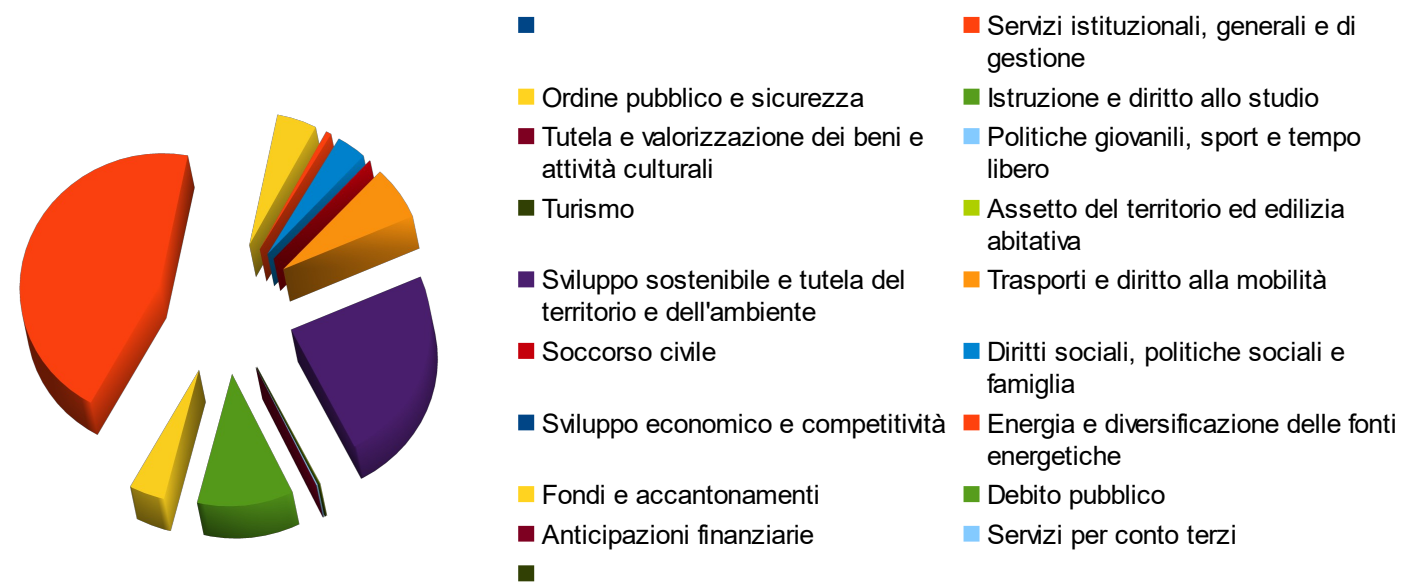 Servizi istituzionali, generali e di
gestione
Ordine pubblico e sicurezza
Istruzione e diritto allo studio
Tutela e valorizzazione dei beni e
attività culturali
Politiche giovanili, sport e tempo
libero
Turismo
Assetto del territorio ed edilizia
abitativa
Sviluppo sostenibile e tutela del
territorio e dell'ambiente
Trasporti e diritto alla mobilità
Soccorso civile
Diritti sociali, politiche sociali e
famiglia
Sviluppo economico e competitività
Energia e diversificazione delle fonti
energetiche
Fondi e accantonamenti
Debito pubblico
Anticipazioni finanziarie
Servizi per conto terzi